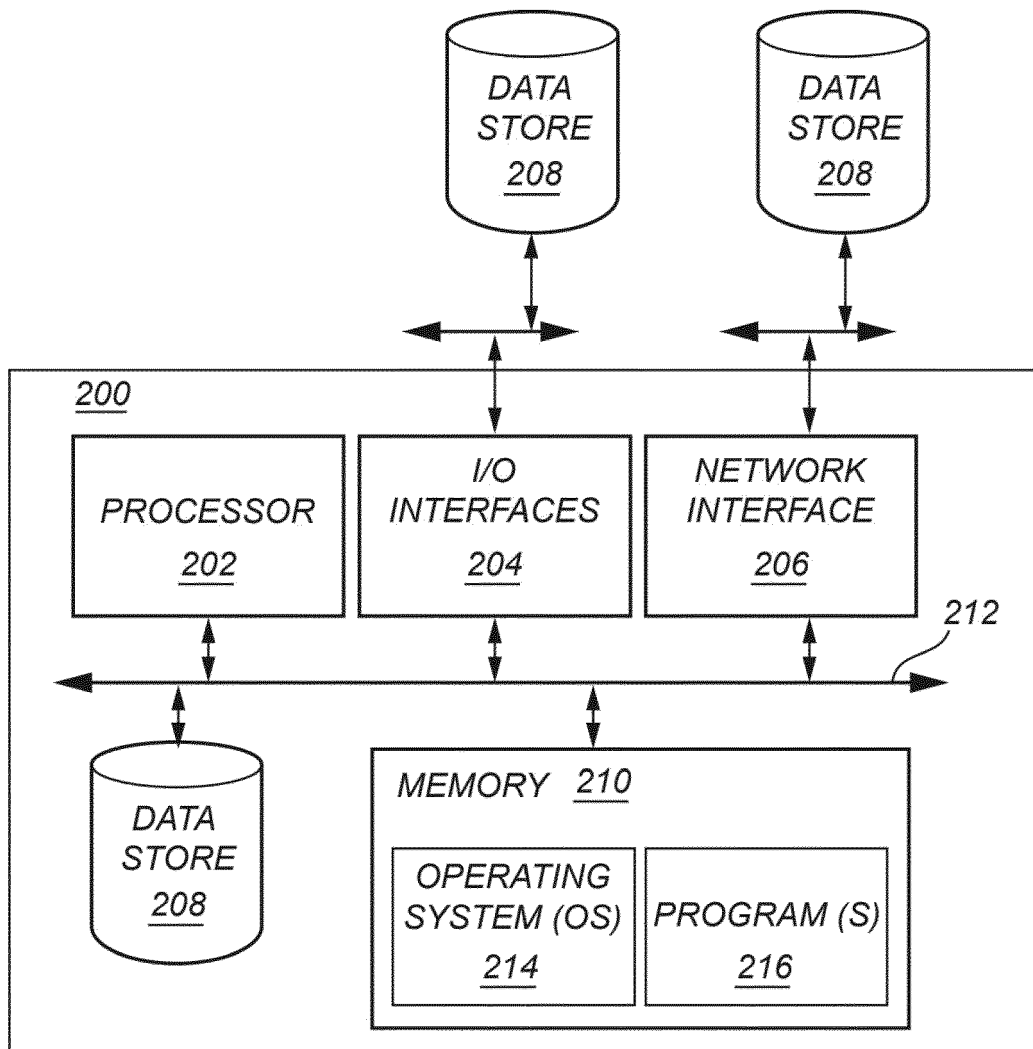 DATA
STORE
208
DATA
STORE
208
200
PROCESSOR
202
I/O
INTERFACES
204
NETWORK
INTERFACE
206
212
DATA
STORE
208
MEMORY 210
OPERATING
SYSTEM (OS)
214
PROGRAM (S)
216